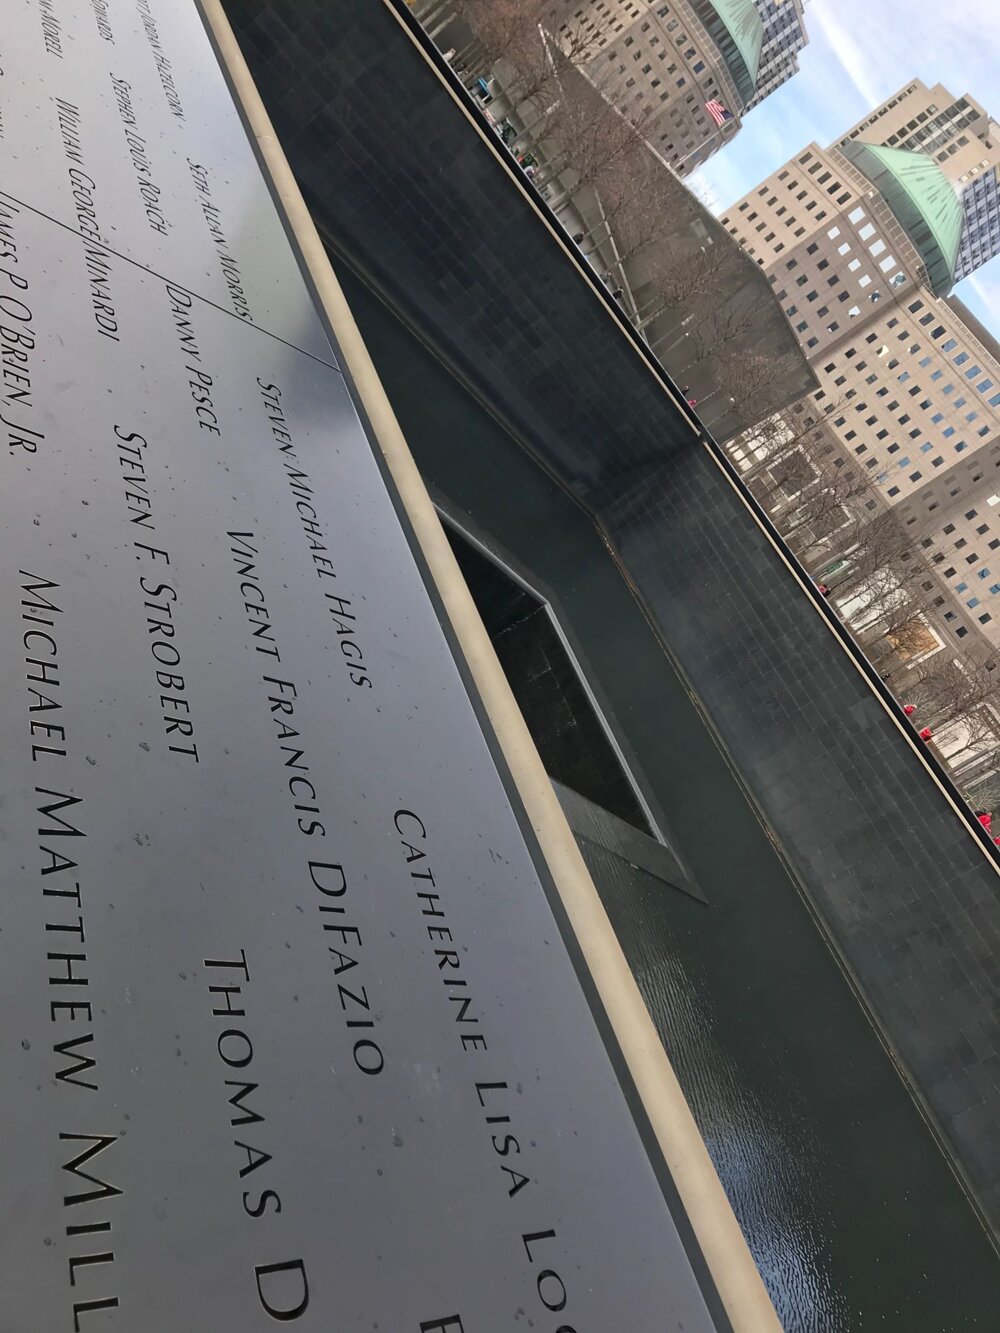 SETH ALLAN MORRIS
STEVEN MICHAEL HAGIS
CATHERINE LISA
STEPHEN LOUIS ROACH
DANNY PESCE
VINCENT FRANCIS DIFAZIO
EDWARDS
WILLIAM GEORGE MINARDI
STEVEN F. STROBERT
THOMAS D
JAMES P. O'BRIEN, JR.
MICHAEL MATTHEW MILL